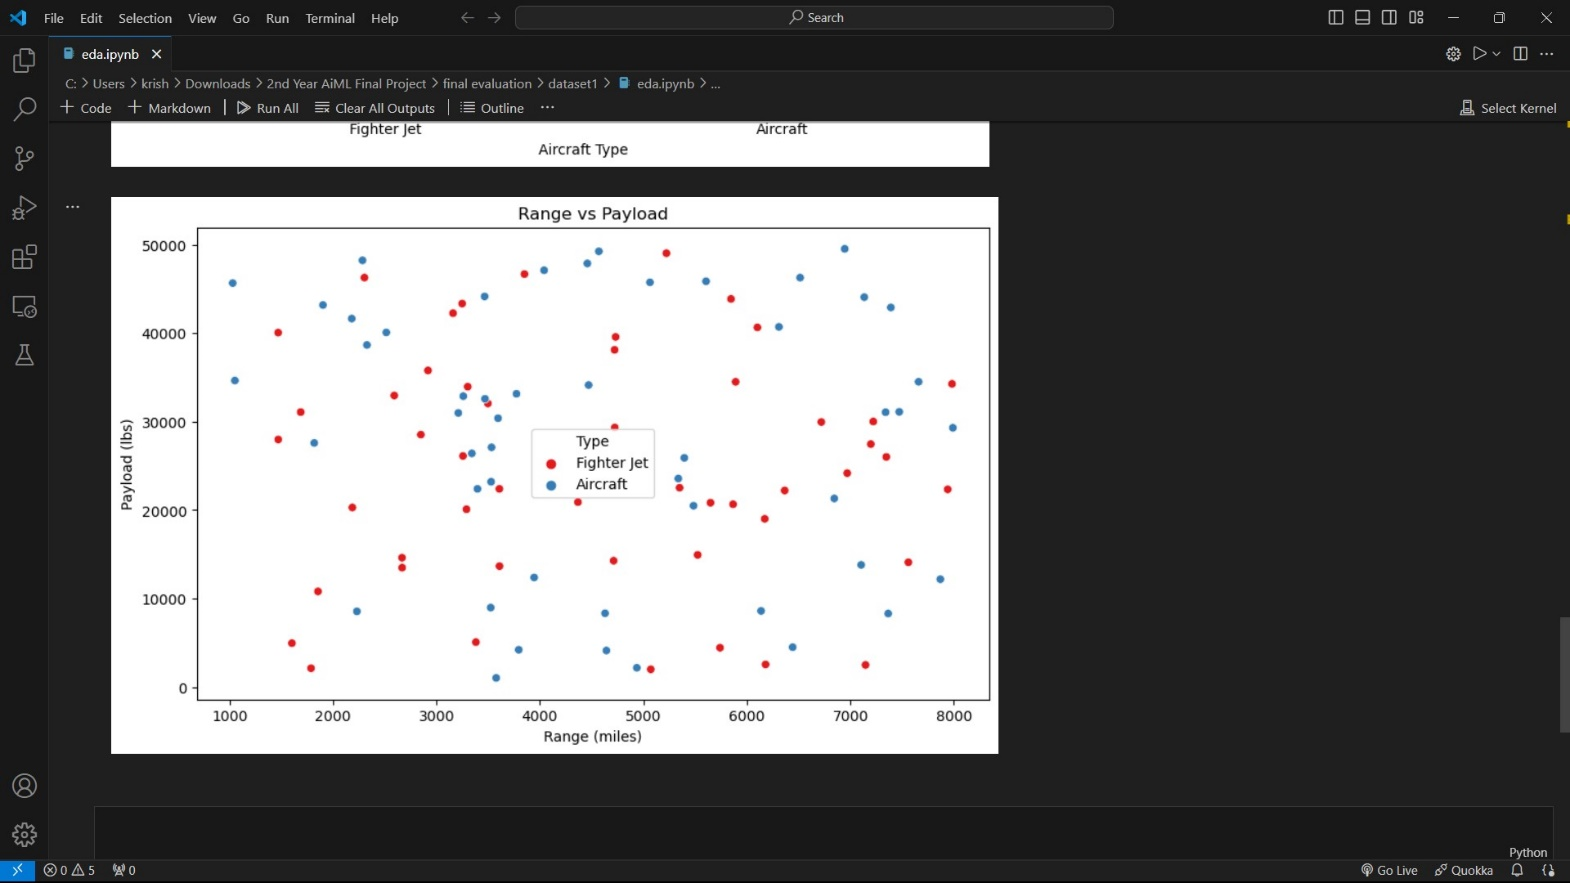 File Edit Selection View Go Run Terminal Help Search
eda.ipynb
C: > Users > krish > Downloads > 2nd Year AiML Final Project > final evaluation > dataset1 > eda.ipynb > ...
+ Code + Markdown Run All Clear All Outputs Outline ... Select Kernel
Fighter Jet Aircraft
Aircraft Type
...
Range vs Payload
50000
40000
30000
20000
10000
0
Payload (lbs)
Type
Fighter Jet
Aircraft
1000 2000 3000 4000 5000 6000 7000 8000
Range (miles)
Python
0 5 0 Go Live Quokka